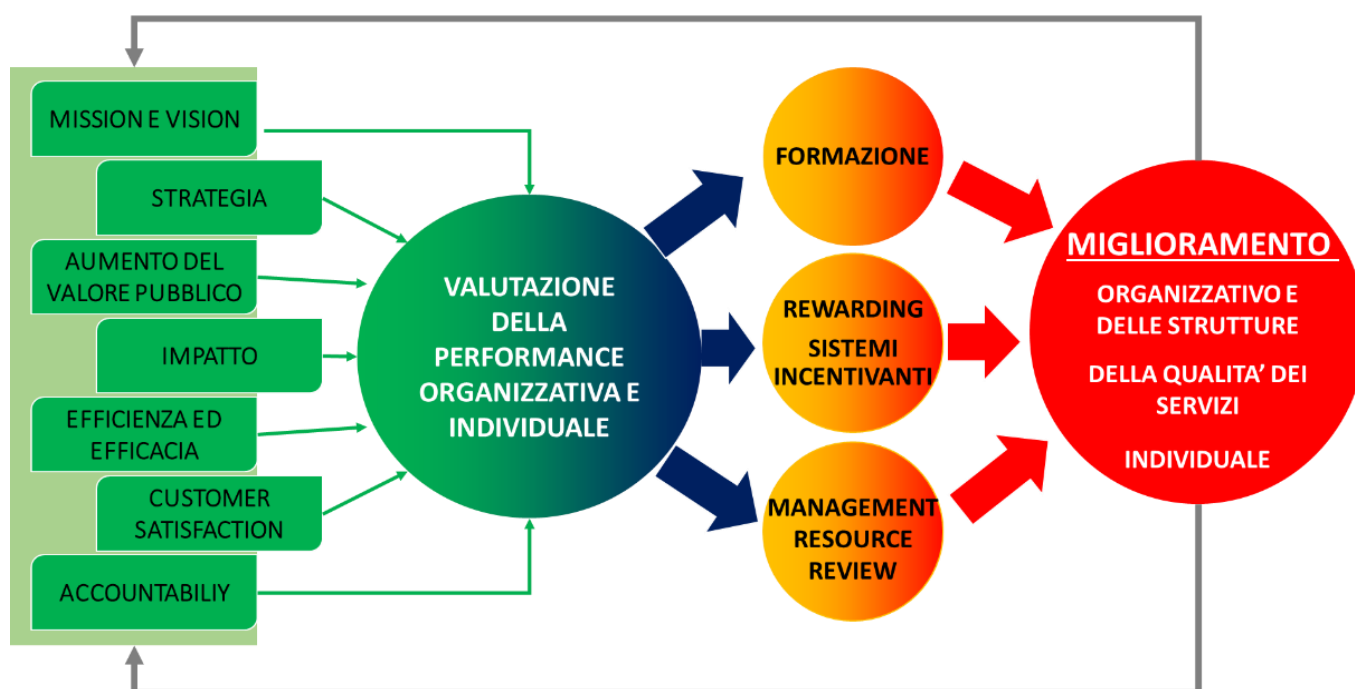 MISSION E VISION
STRATEGIA
AUMENTO DEL
VALORE PUBBLICO
IMPATTO
EFFICIENZA ED
EFFICACIA
CUSTOMER
SATISFACTION
ACCOUNTABILIY
VALUTAZIONE
DELLA
PERFORMANCE
ORGANIZZATIVA E
INDIVIDUALE
FORMAZIONE
REWARDING
SISTEMI
INCENTIVANTI
MANAGEMENT
RESOURCE
REVIEW
MIGLIORAMENTO
ORGANIZZATIVO E
DELLE STRUTTURE
DELLA QUALITA’ DEI
SERVIZI
INDIVIDUALE